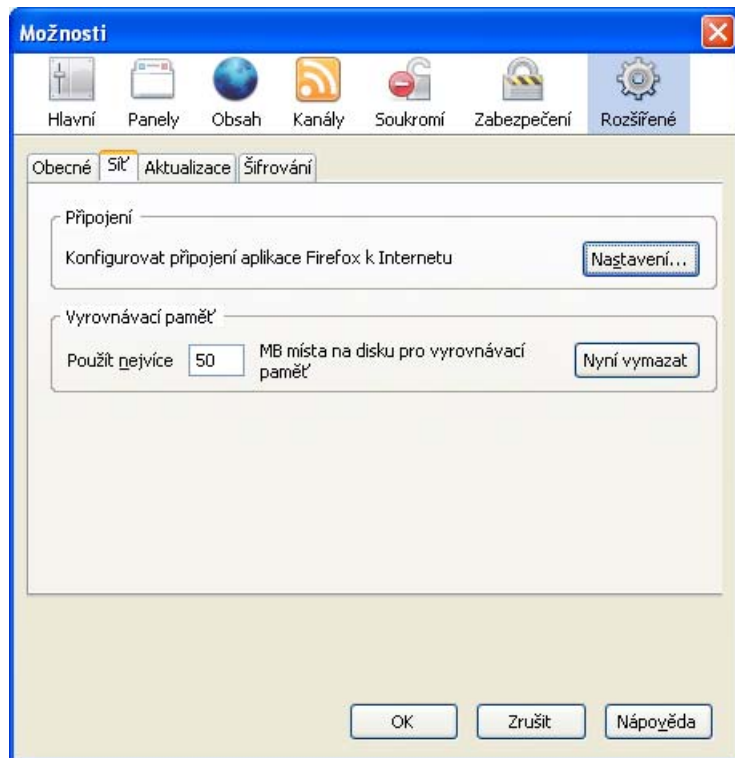 Možnosti
Hlavní Panely Obsah Kanály Soukromí Zabezpečení Rozšířené
Obecné Síť Aktualizace Šifrování
Připojení
Konfigurovat připojení aplikace Firefox k Internetu Nastavení...
Vyrovnávací paměť
Použít nejvíce 50 MB místa na disku pro vyrovnávací
paměť Nyní vymazat
OK Zrušit Nápověda